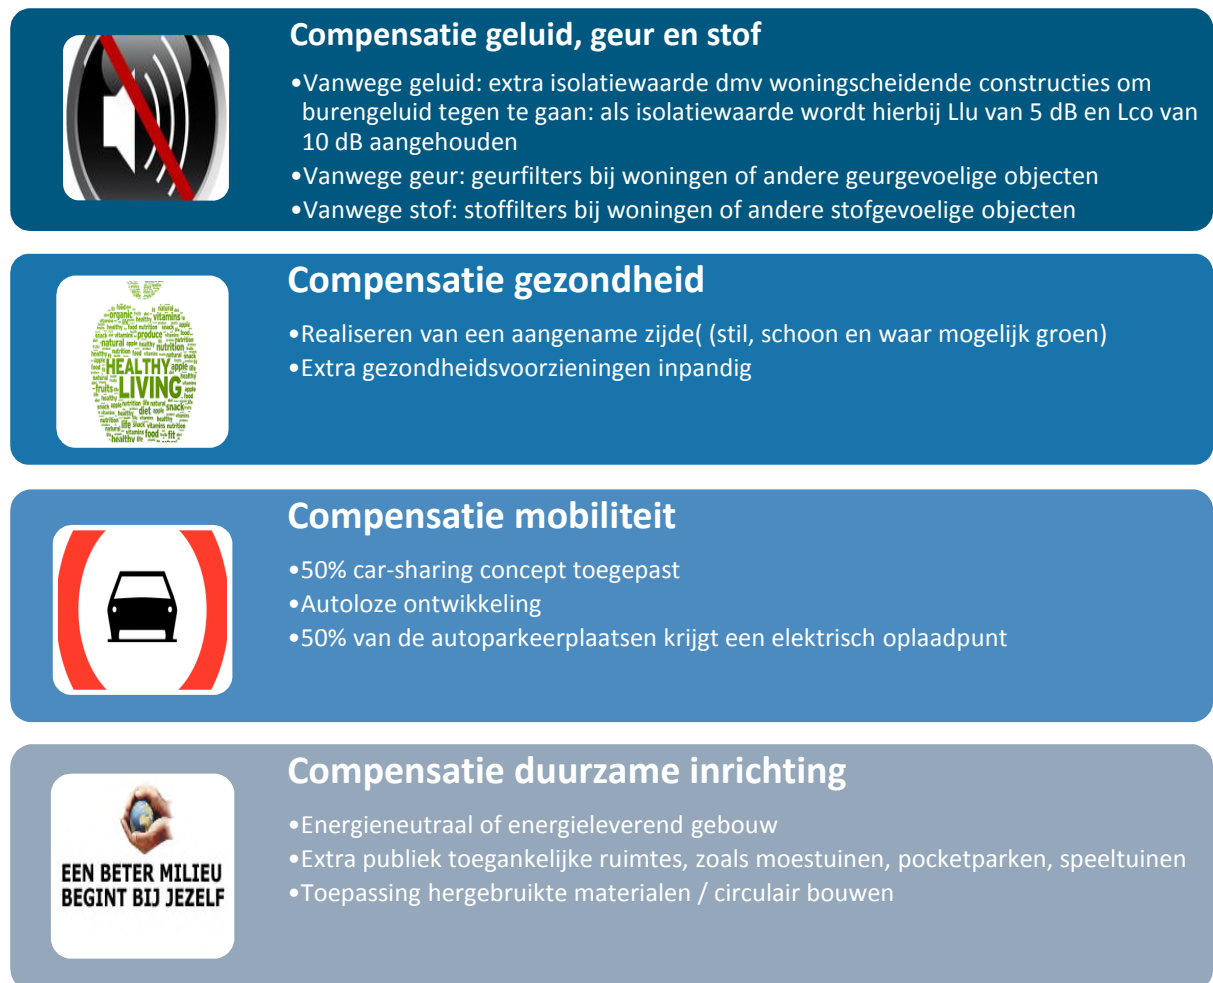 Compensatie geluid, geur en stof
•Vanwege geluid: extra isolatiewaarde dmv woningscheidende constructies om
burengeluid tegen te gaan: als isolatiewaarde wordt hierbij Llu van 5 dB en Lco van
10 dB aangehouden
•Vanwege geur: geurfilters bij woningen of andere geurgevoelige objecten
•Vanwege stof: stoffilters bij woningen of andere stofgevoelige objecten
Compensatie gezondheid
HEALTHY
LIVING
•Realiseren van een aangename zijde( (stil, schoon en waar mogelijk groen)
•Extra gezondheidsvoorzieningen inpandig
Compensatie mobiliteit
•50% car-sharing concept toegepast
•Autoloze ontwikkeling
•50% van de autoparkeerplaatsen krijgt een elektrisch oplaadpunt
Compensatie duurzame inrichting
EEN BETER MILIEU
BEGINT BIJ JEZELF
•Energieneutraal of energieleverend gebouw
•Extra publiek toegankelijke ruimtes, zoals moestuinen, pocketparken, speeltuinen
•Toepassing hergebruikte materialen / circulair bouwen